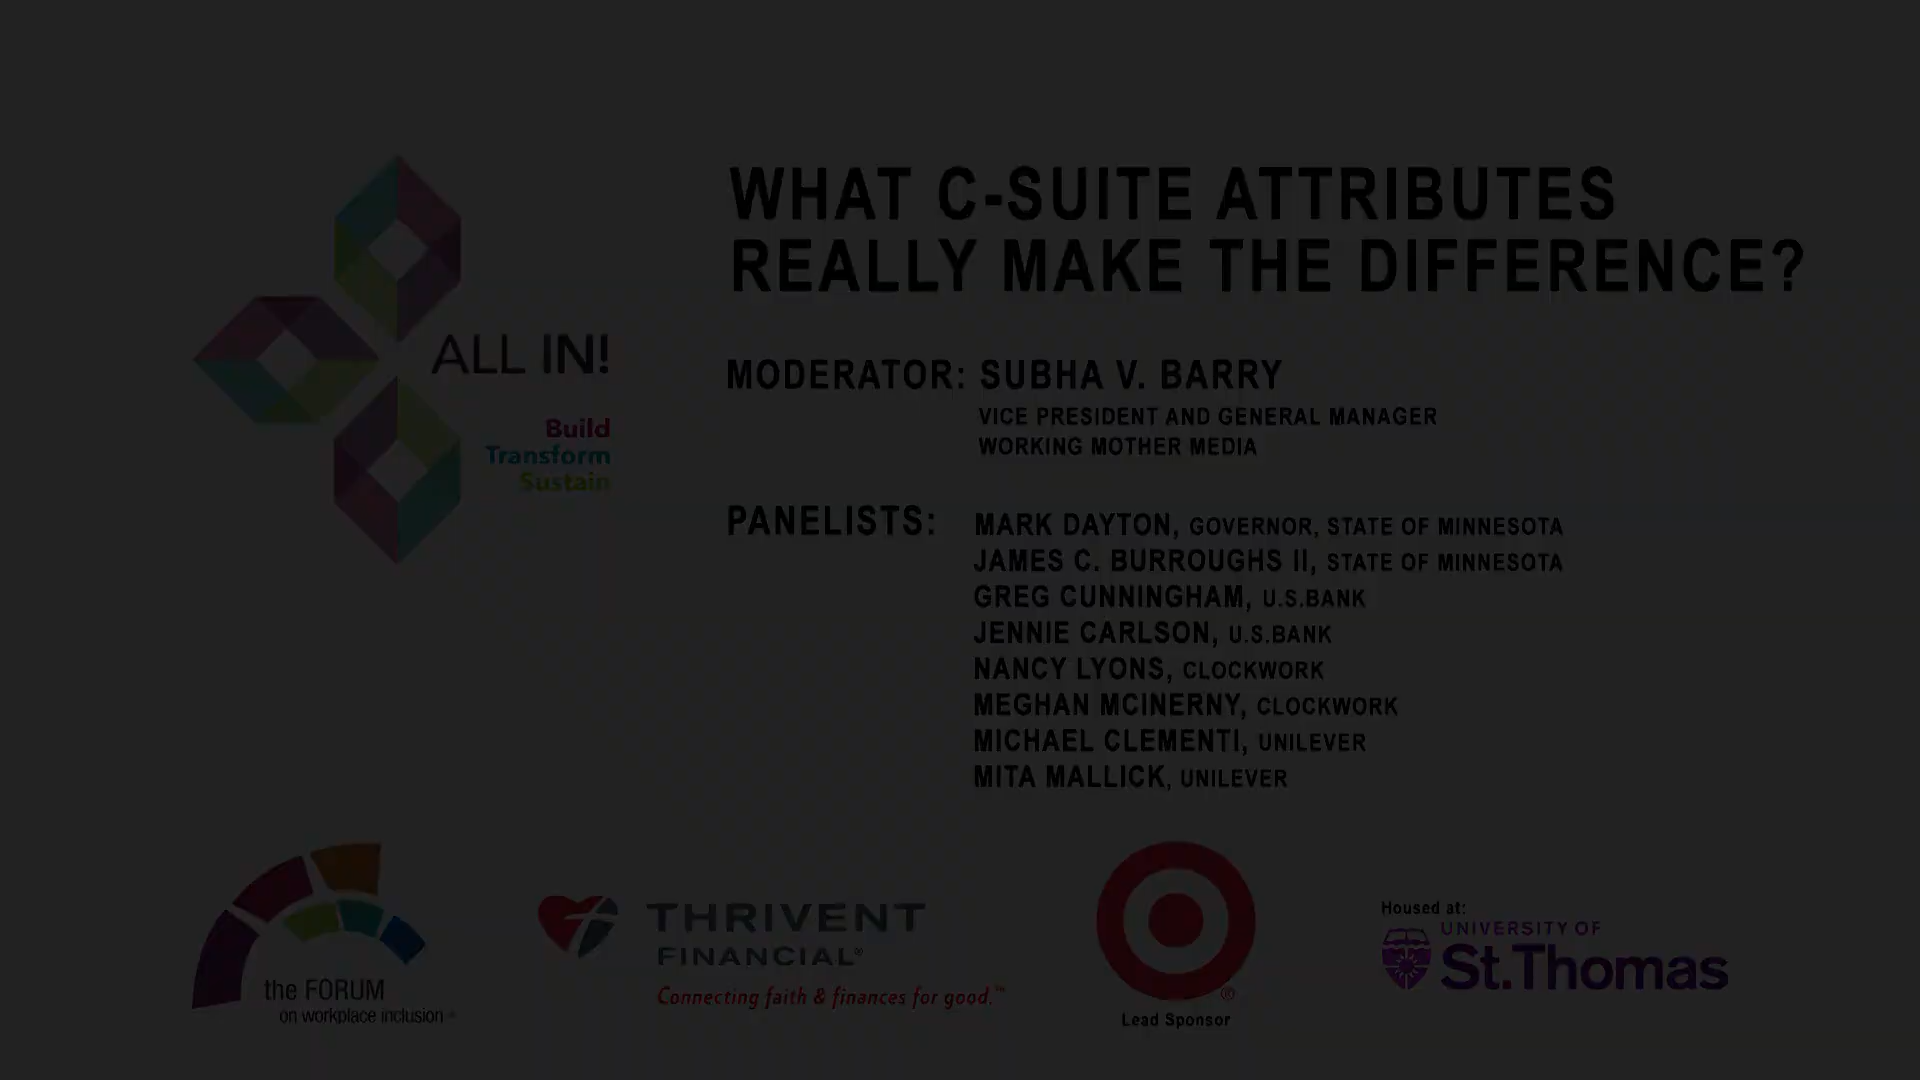 WHAT C-SUITE ATTRIBUTES
REALLY MAKE THE DIFFERENCE?
ALL IN!
Build
Transform
Sustain
MODERATOR: SUBHA V. BARRY
VICE PRESIDENT AND GENERAL MANAGER
WORKING MOTHER MEDIA
PANELISTS: MARK DAYTON, GOVERNOR, STATE OF MINNESOTA
JAMES C. BURROUGHS II, STATE OF MINNESOTA
GREG CUNNINGHAM, U.S.BANK
JENNIE CARLSON, U.S.BANK
NANCY LYONS, CLOCKWORK
MEGHAN MCINERNY, CLOCKWORK
MICHAEL CLEMENTI, UNILEVER
MITA MALLICK, UNILEVER
the FORUM
on workplace inclusion
THRIVENT
FINANCIAL®
Connecting faith & finances for good.™
®
Lead Sponsor
Housed at:
UNIVERSITY OF
St.Thomas